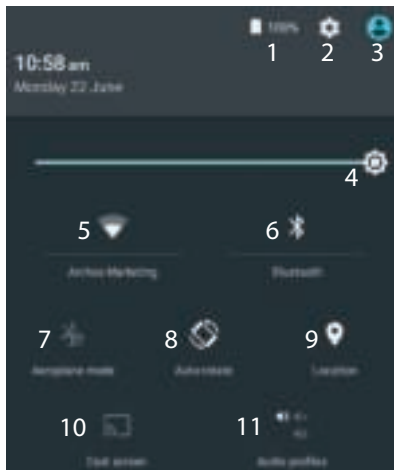 100%
1 2 3
10:58 am
Monday 22 June
4
5 6
Archos Marketing Bluetooth
7 8 9
Aeroplane mode Auto-rotate Location
10 11
Cast screen Audio profiles